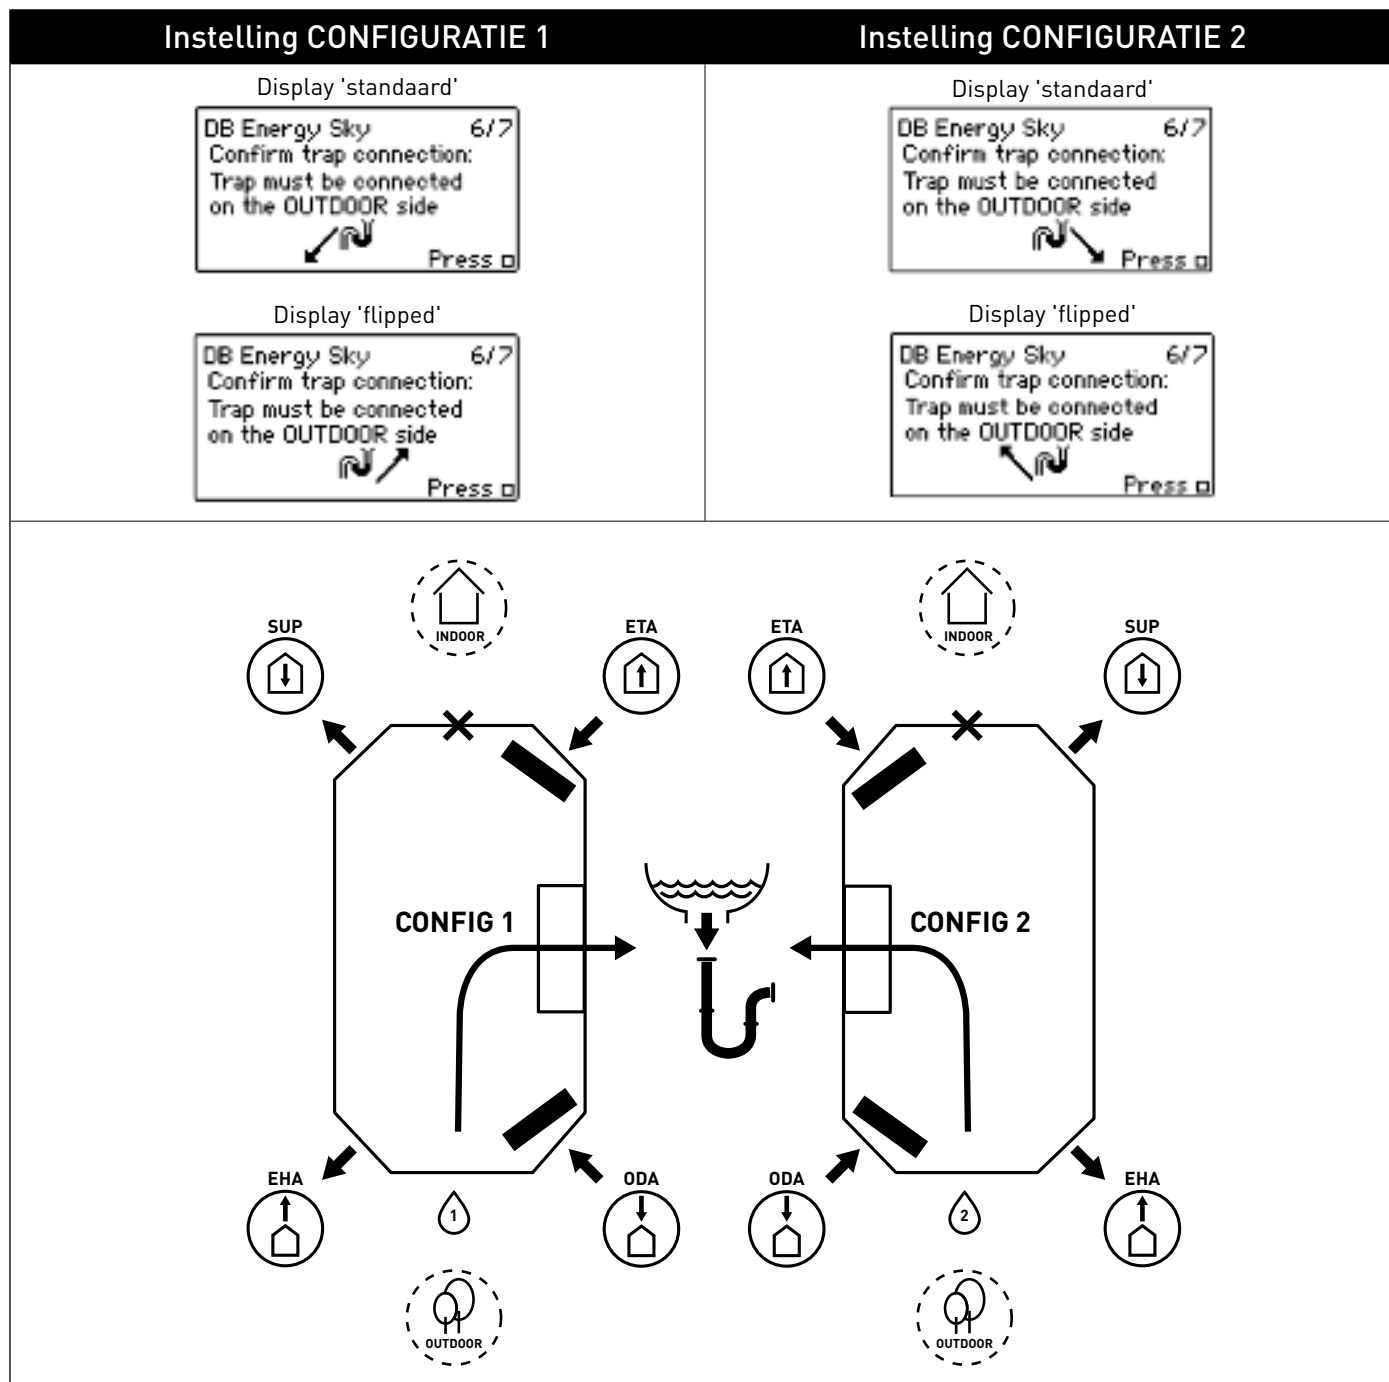 Instelling CONFIGURATIE 1
Display 'standaard'
DB Energy Sky 6/7
Confirm trap connection:
Trap must be connected
on the OUTDOOR side
Press
Display 'flipped'
DB Energy Sky 6/7
Confirm trap connection:
Trap must be connected
on the OUTDOOR side
Press
Instelling CONFIGURATIE 2
Display 'standaard'
DB Energy Sky 6/7
Confirm trap connection:
Trap must be connected
on the OUTDOOR side
Press
Display 'flipped'
DB Energy Sky 6/7
Confirm trap connection:
Trap must be connected
on the OUTDOOR side
Press
INDOOR
SUP
ETA
CONFIG 1
EHA
ODA
1
OUTDOOR
INDOOR
ETA
SUP
CONFIG 2
ODA
EHA
2
OUTDOOR